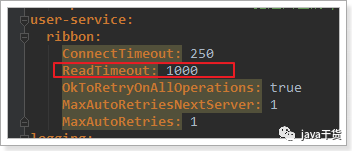 user-service:
ribbon:
ConnectTimeout: 250
ReadTimeout: 1000
OkToRetryOnAllOperations: true
MaxAutoRetriesNextServer: 1
MaxAutoRetries: 1
java干货